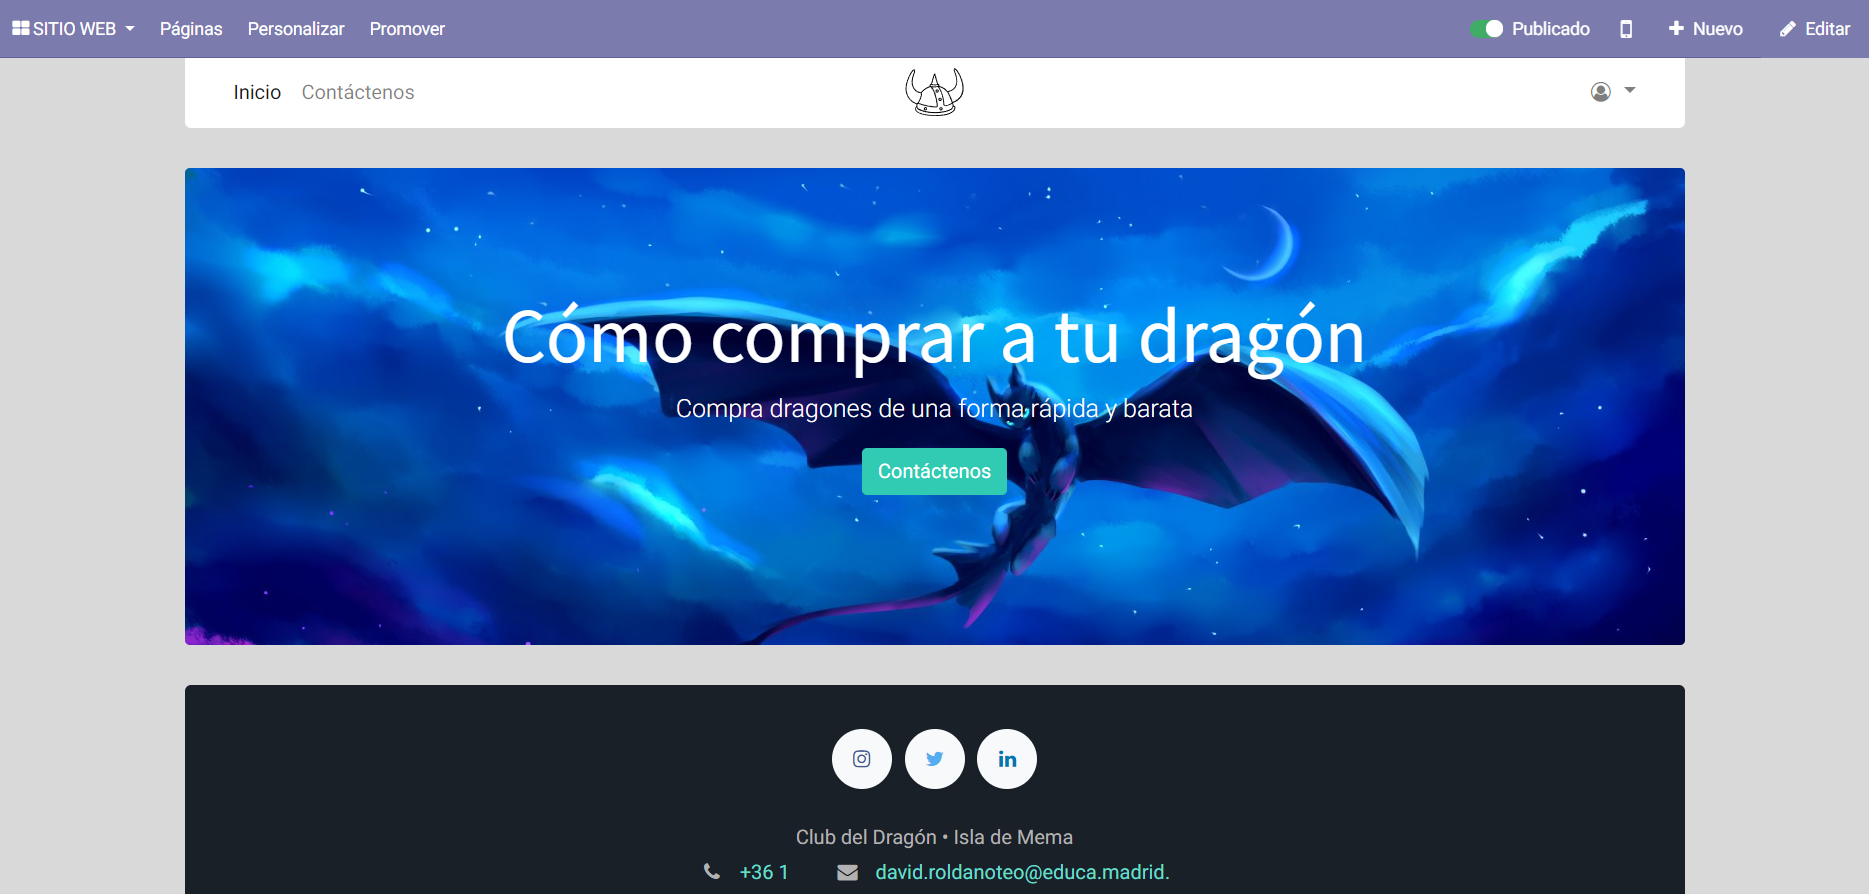 SITIO WEB Páginas Personalizar Promover Publicado Nuevo Editar
Inicio Contáctenos
Cómo comprar a tu dragón
Compra dragones de una forma rápida y barata
Contáctenos
in
Club del Dragón • Isla de Mema
+36 1 david.roldanoteo@educa.madrid.